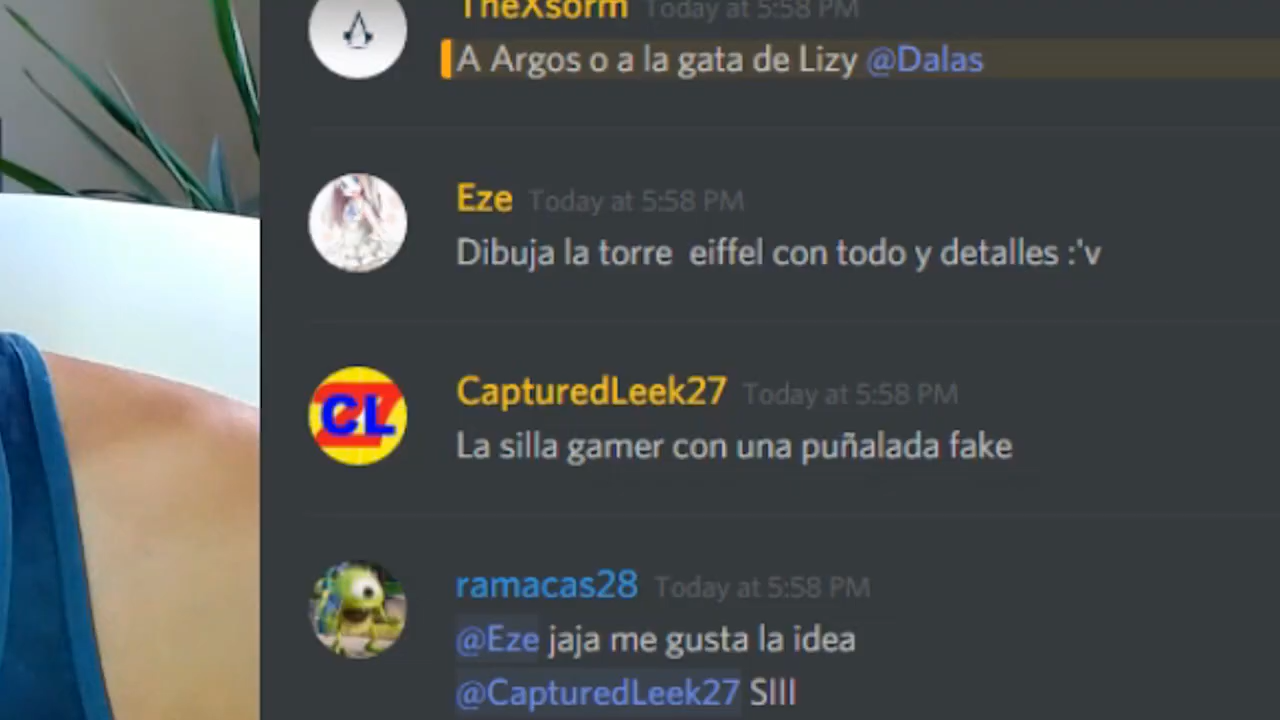 TheXsorm Today at 5:58 PM
A Argos o a la gata de Lizy @Dalas
Eze Today at 5:58 PM
Dibuja la torre eiffel con todo y detalles :'v
CapturedLeek27 Today at 5:58 PM
CL
La silla gamer con una puñalada fake
ramacas28 Today at 5:58 PM
@Eze jaja me gusta la idea
@CapturedLeek27 SIII